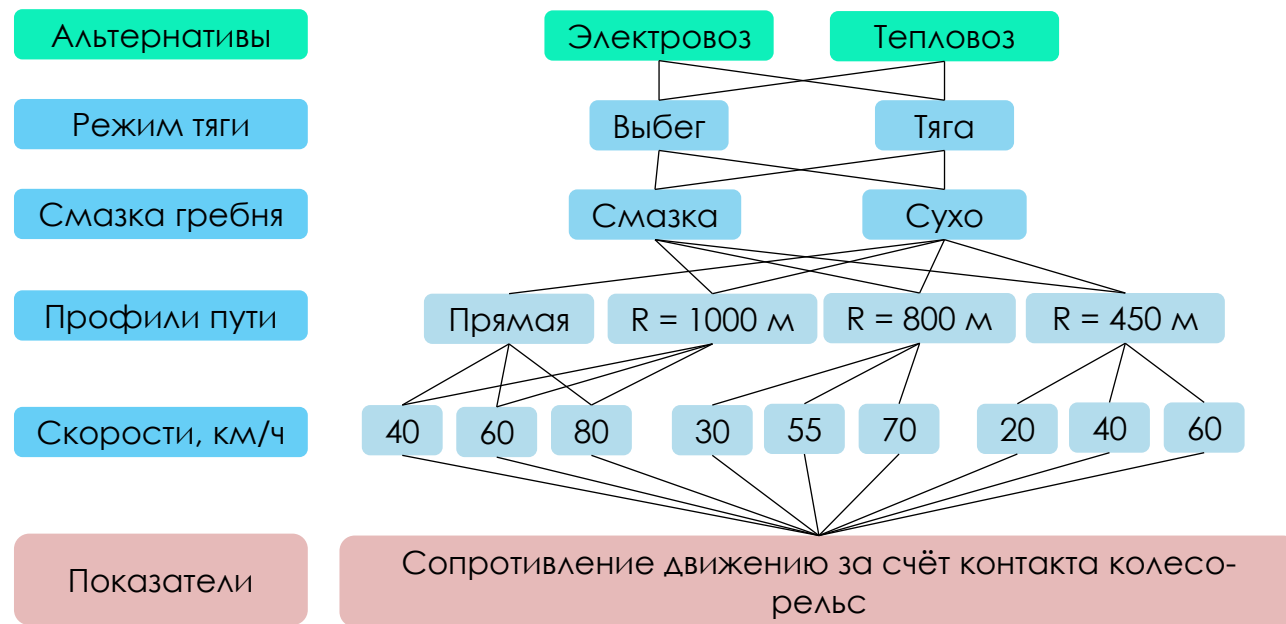 Альтернативы
Электровоз
Тепловоз
Режим тяги
Выбег
Тяга
Смазка гребня
Смазка
Сухо
Профили пути
Прямая
R = 1000 м
R = 800 м
R = 450 м
Скорости, км/ч
40
60
80
30
55
70
20
40
60
Показатели
Сопротивление движению за счёт контакта колесо-
рельс